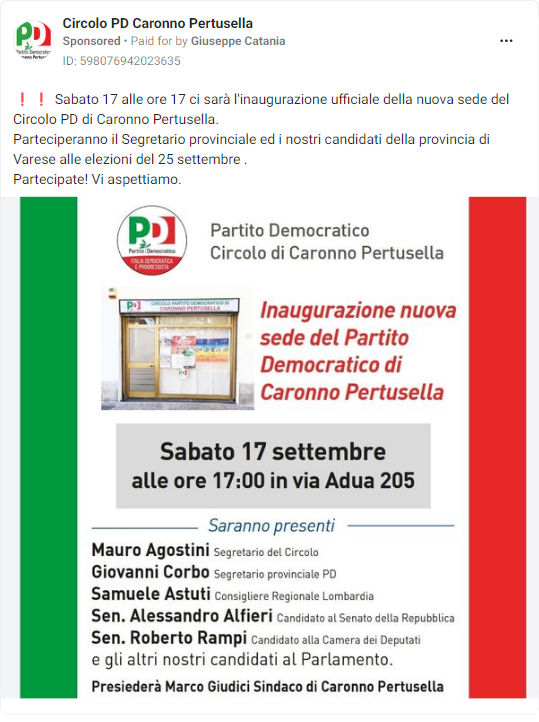 Circolo PD Caronno Pertusella
Sponsored • Paid for by Giuseppe Catania
ID: 598076942023635
❗❗ Sabato 17 alle ore 17 ci sarà l'inaugurazione ufficiale della nuova sede del
Circolo PD di Caronno Pertusella.
Parteciperanno il Segretario provinciale ed i nostri candidati della provincia di
Varese alle elezioni del 25 settembre .
Partecipate! Vi aspettiamo.
PD
Partito Democratico
ITALIA DEMOCRATICA
E PROGRESSISTA
Partito Democratico
Circolo di Caronno Pertusella
PD
CIRCOLO PARTITO DEMOCRATICO DI
CARONNO PERTUSELLA
Inaugurazione nuova
sede del Partito
Democratico di
Caronno Pertusella
Sabato 17 settembre
alle ore 17:00 in via Adua 205
Saranno presenti
Mauro Agostini Segretario del Circolo
Giovanni Corbo Segretario provinciale PD
Samuele Astuti Consigliere Regionale Lombardia
Sen. Alessandro Alfieri Candidato al Senato della Repubblica
Sen. Roberto Rampi Candidato alla Camera dei Deputati
e gli altri nostri candidati al Parlamento.
Presiederà Marco Giudici Sindaco di Caronno Pertusella